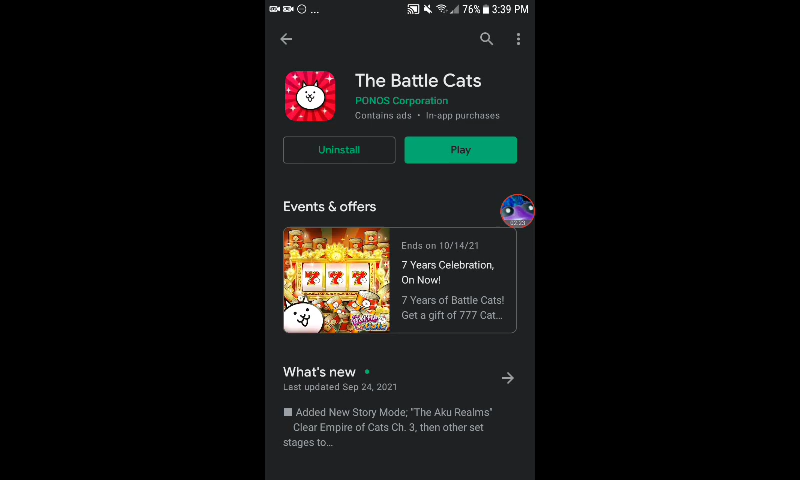 ... 76% 3:39 PM
The Battle Cats
PONOS Corporation
Contains ads • In-app purchases
Uninstall
Play
Events & offers
Ends on 10/14/21
7 Years Celebration,
On Now!
7 Years of Battle Cats!
Get a gift of 777 Cat...
7 7 7
What's new •
Last updated Sep 24, 2021
■ Added New Story Mode; "The Aku Realms"
Clear Empire of Cats Ch. 3, then other set
stages to...